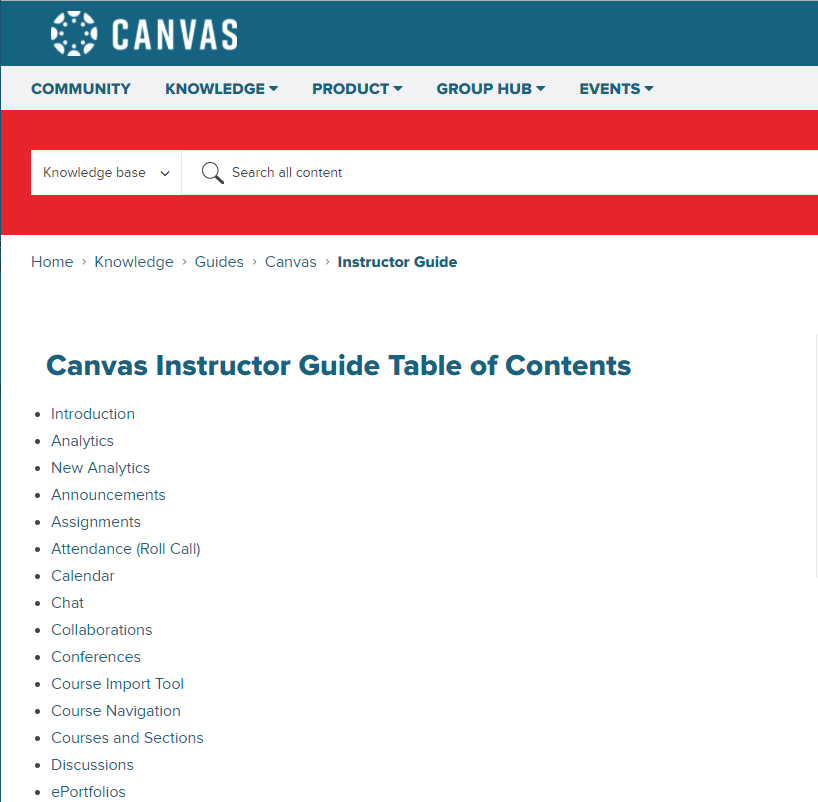 CANVAS
COMMUNITY KNOWLEDGE PRODUCT GROUP HUB EVENTS
Knowledge base Search all content
Home › Knowledge › Guides › Canvas › Instructor Guide
Canvas Instructor Guide Table of Contents
• Introduction
• Analytics
• New Analytics
• Announcements
• Assignments
• Attendance (Roll Call)
• Calendar
• Chat
• Collaborations
• Conferences
• Course Import Tool
• Course Navigation
• Courses and Sections
• Discussions
• ePortfolios